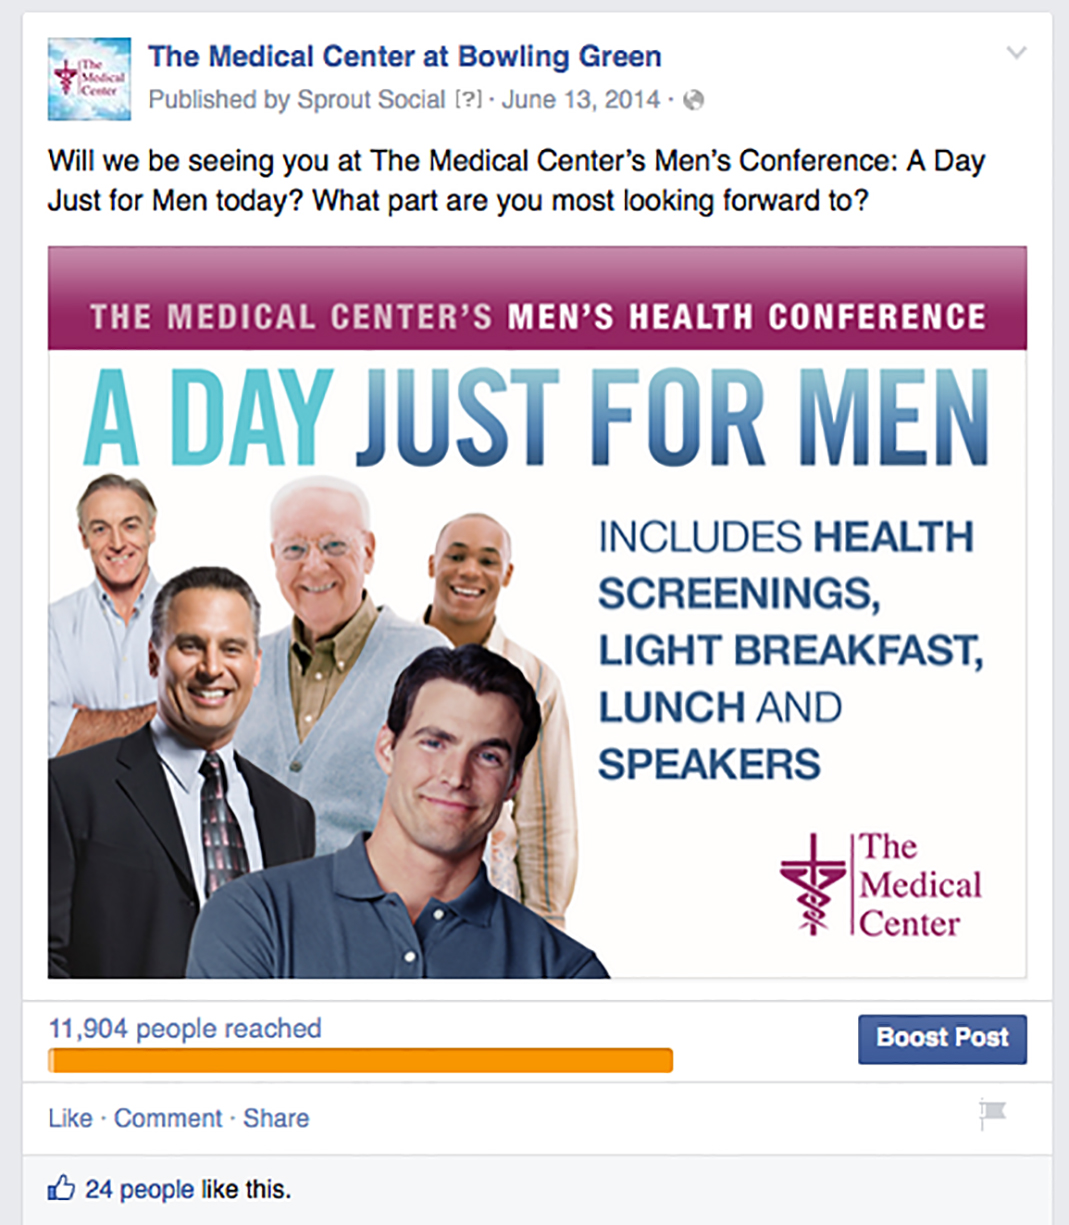 The
Medical
Center
The Medical Center at Bowling Green
Published by Sprout Social [?] · June 13, 2014 ·
Will we be seeing you at The Medical Center's Men's Conference: A Day
Just for Men today? What part are you most looking forward to?
THE MEDICAL CENTER'S MEN'S HEALTH CONFERENCE
A DAY JUST FOR MEN
INCLUDES HEALTH
SCREENINGS,
LIGHT BREAKFAST,
LUNCH AND
SPEAKERS
The
Medical
Center
11,904 people reached
Boost Post
Like · Comment · Share
24 people like this.